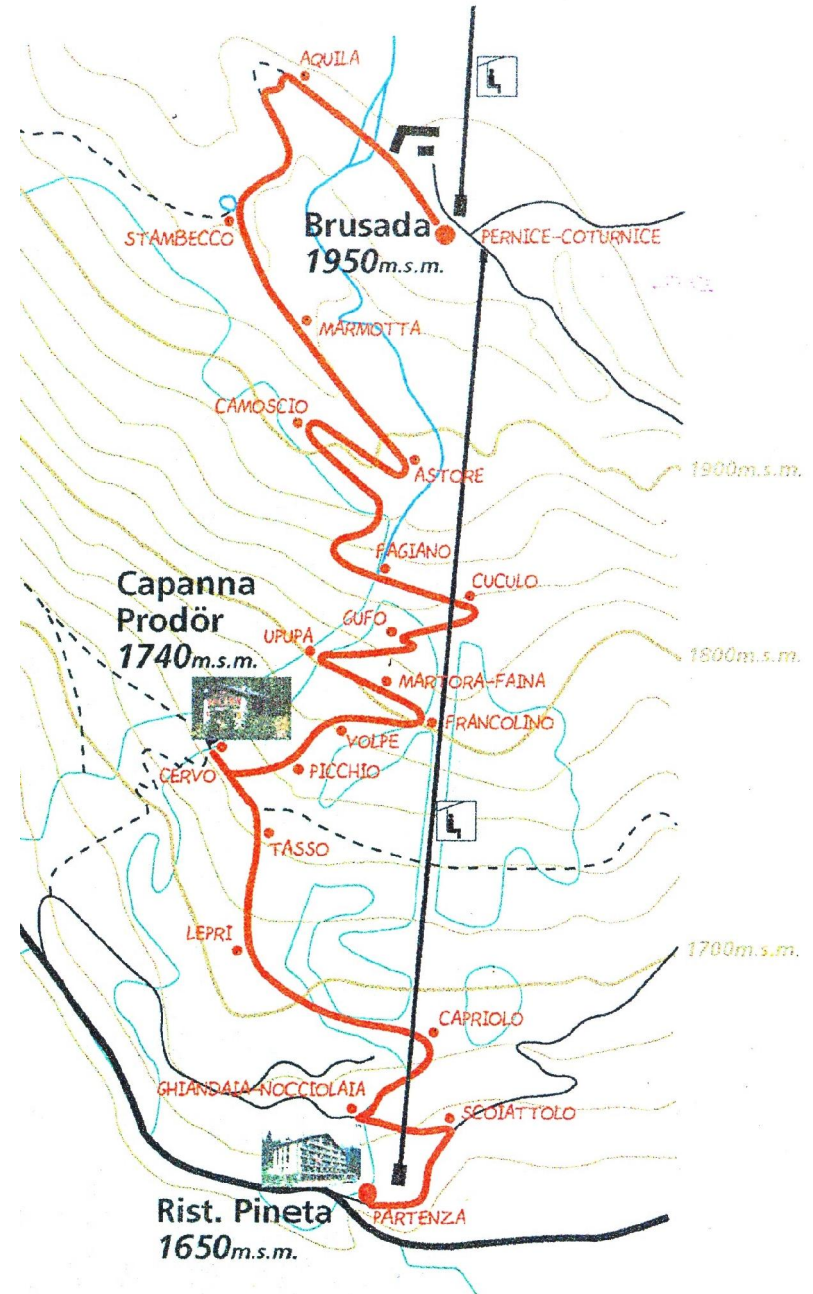 AQUILA
STAMBECCO
Brusada
1950m.s.m.
PERNICE-COTURNICE
MARMOTTA
CAMOSCIO
ASTORE
1900m.s.m.
FAGIANO
CUCULO
Capanna
Prodör
1740m.s.m.
GUFO
UPUPA
1800m.s.m.
MARTORA-FAINA
FRANCOLINO
VOLPE
CERVO
PICCHIO
TASSO
LEPRI
1700m.s.m.
CAPRIOLO
GHIANDAIA-NOCCIOLAIA
SCOIATTOLO
Rist. Pineta
1650m.s.m.
PARTENZA